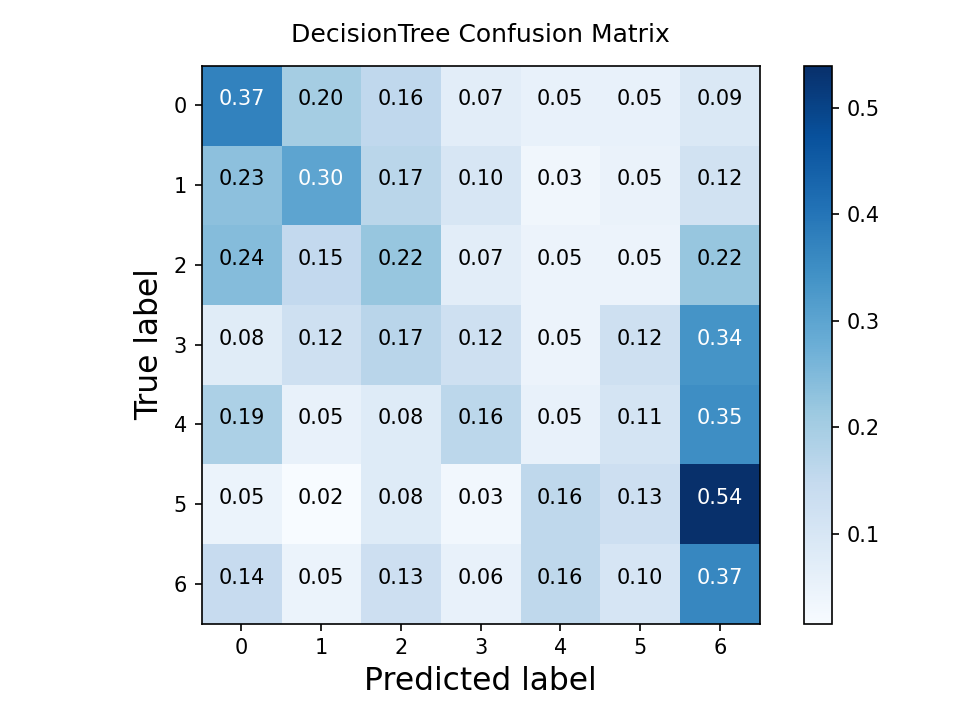 DecisionTree Confusion Matrix
0 0.37 0.20 0.16 0.07 0.05 0.05 0.09
1 0.23 0.30 0.17 0.10 0.03 0.05 0.12
2 0.24 0.15 0.22 0.07 0.05 0.05 0.22
3 0.08 0.12 0.17 0.12 0.05 0.12 0.34
4 0.19 0.05 0.08 0.16 0.05 0.11 0.35
5 0.05 0.02 0.08 0.03 0.16 0.13 0.54
6 0.14 0.05 0.13 0.06 0.16 0.10 0.37
0 1 2 3 4 5 6
True label
Predicted label
0.5
0.4
0.3
0.2
0.1